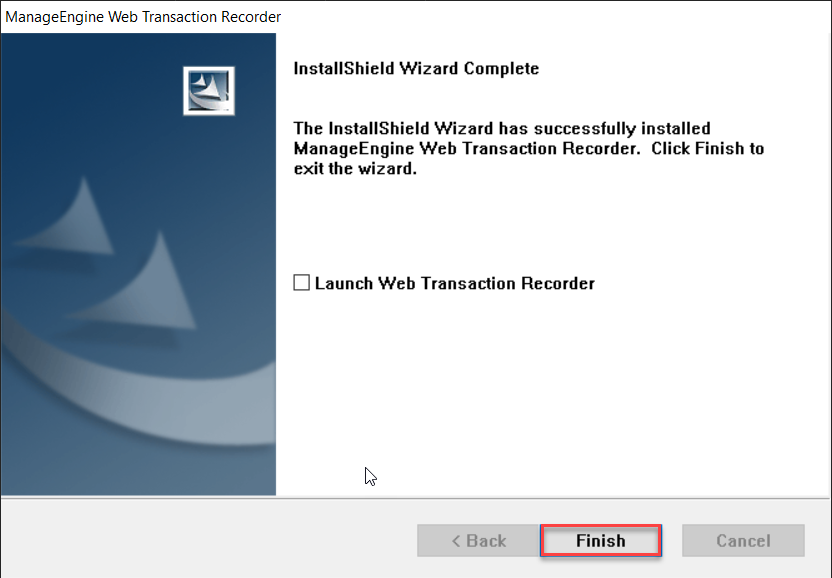 ManageEngine Web Transaction Recorder
InstallShield Wizard Complete
The InstallShield Wizard has successfully installed
ManageEngine Web Transaction Recorder.  Click Finish to
exit the wizard.
Launch Web Transaction Recorder
< Back
Finish
Cancel